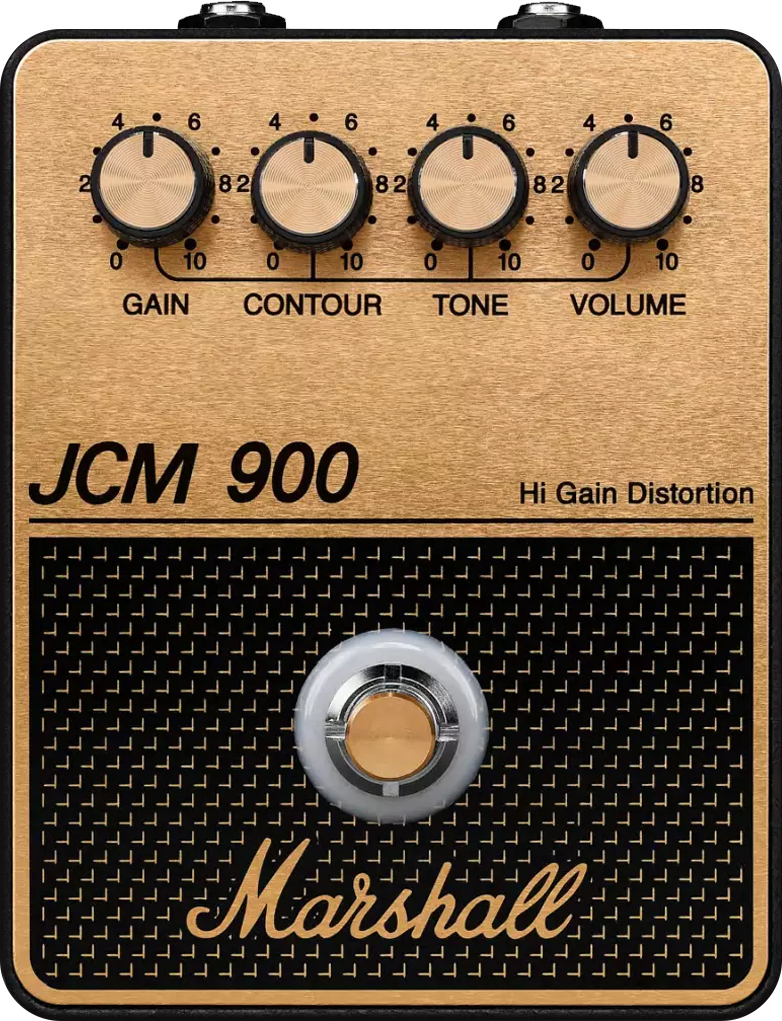 4 6 4 6 4 6 4 6
2 8 2 8 2 8 2 8
0 10 0 10 0 10 0 10
GAIN CONTOUR TONE VOLUME
JCM 900
Hi Gain Distortion
Marshall